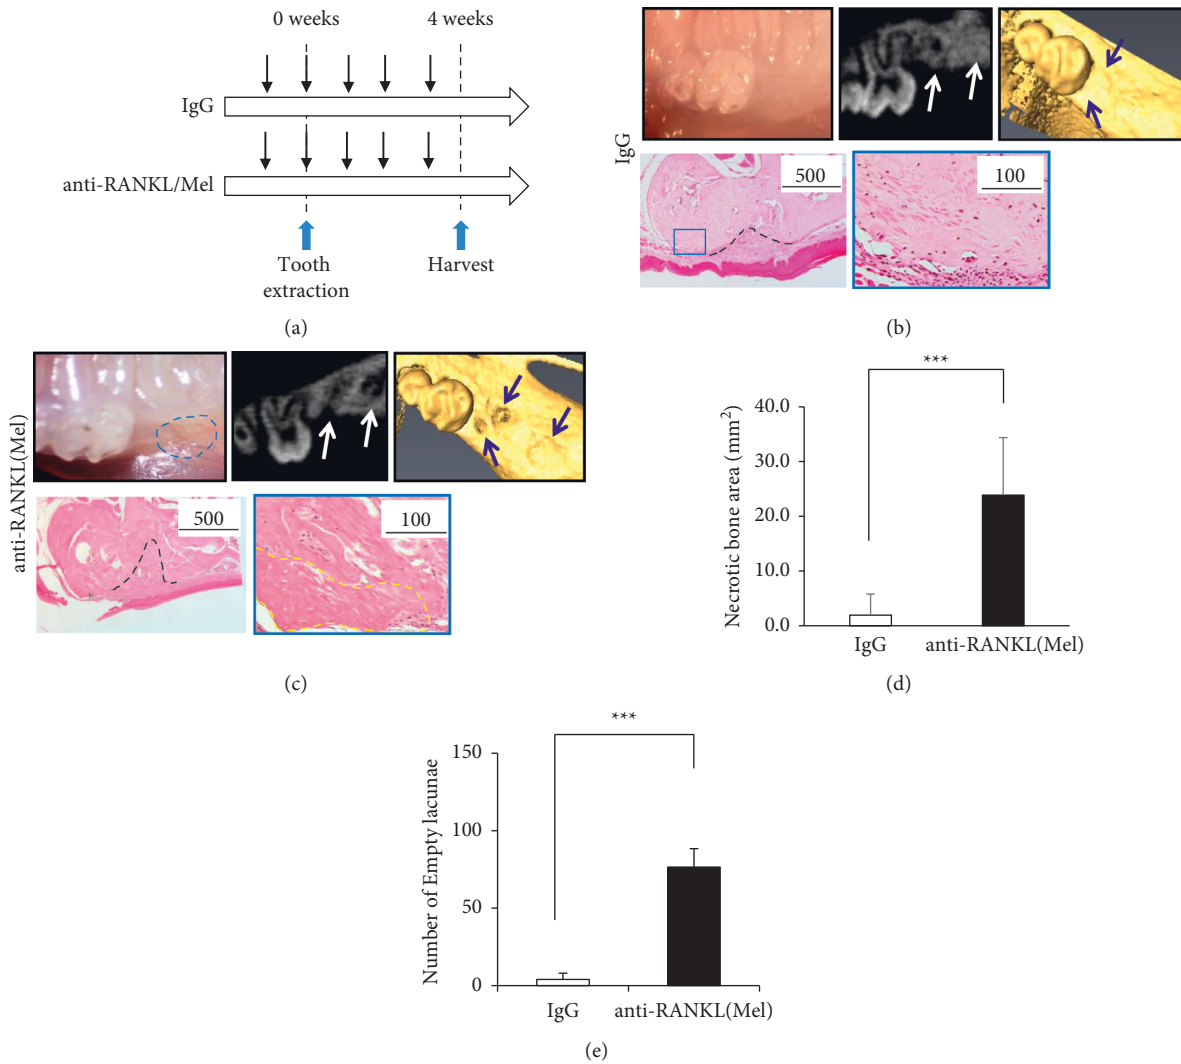 0 weeks 4 weeks
IgG
anti-RANKL/Mel
Tooth
extraction
Harvest
(a)
IgG
500
100
(b)
anti-RANKL(Mel)
500
100
*
(c)
***
Necrotic bone area (mm²)
40.0
30.0
20.0
10.0
0.0
IgG anti-RANKL(Mel)
(d)
***
Number of Empty lacunae
150
100
50
0
IgG anti-RANKL(Mel)
(e)